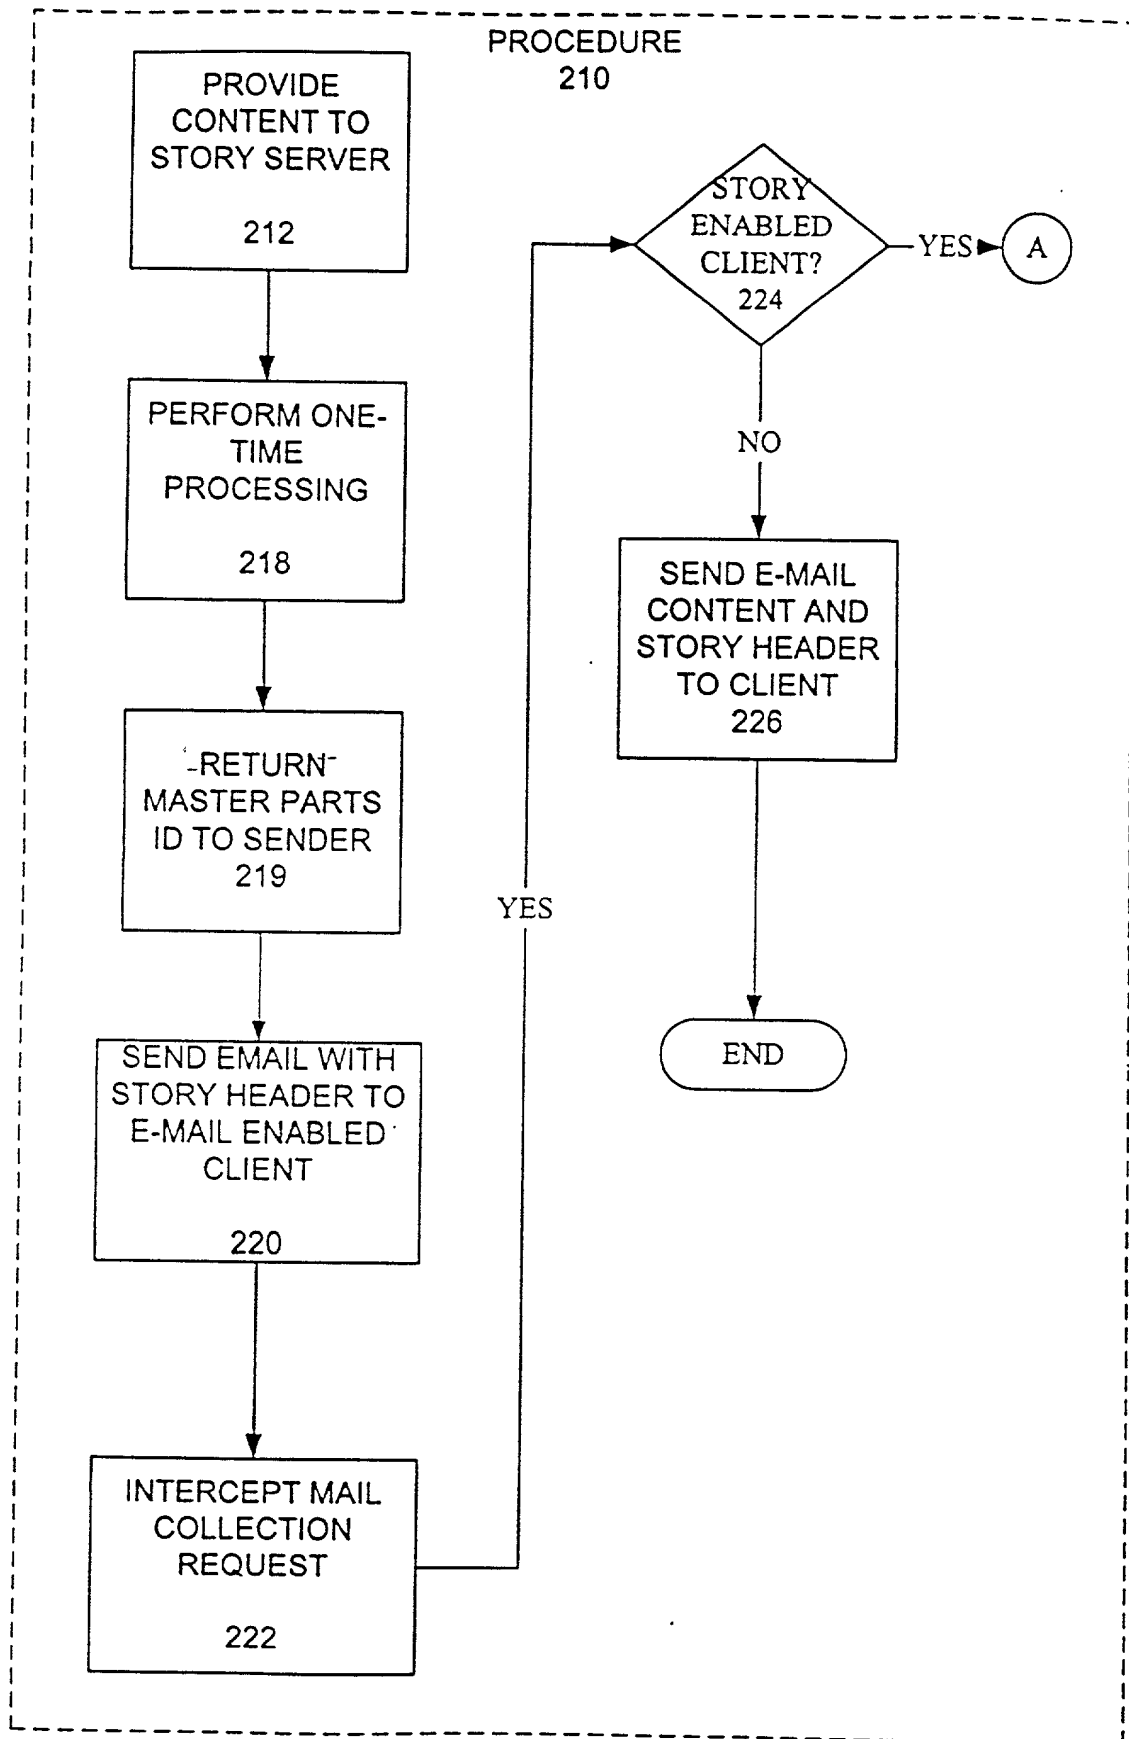 PROCEDURE
210
PROVIDE
CONTENT TO
STORY SERVER
212
PERFORM ONE-
TIME
PROCESSING
218
RETURN
MASTER PARTS
ID TO SENDER
219
SEND EMAIL WITH
STORY HEADER TO
E-MAIL ENABLED
CLIENT
220
INTERCEPT MAIL
COLLECTION
REQUEST
222
YES
STORY
ENABLED
CLIENT?
224
YES
A
NO
SEND E-MAIL
CONTENT AND
STORY HEADER
TO CLIENT
226
END